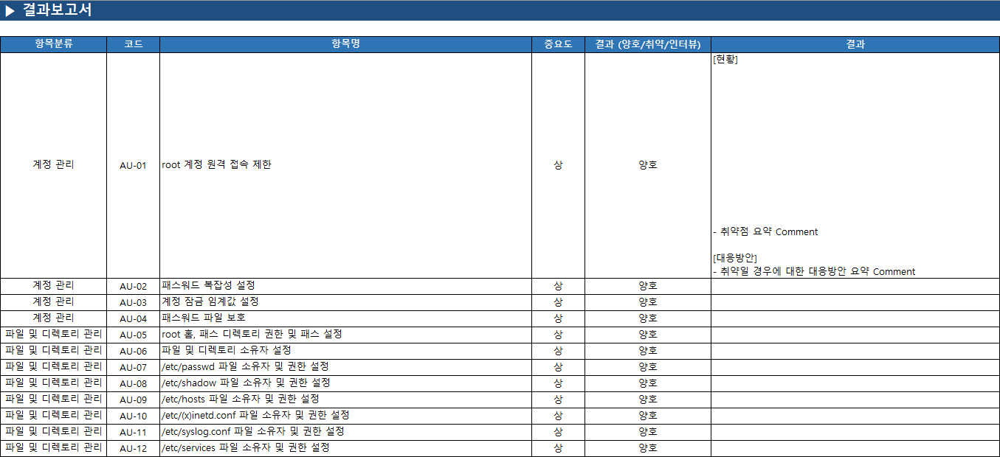 ▶ 결과보고서
항목분류 코드 항목명 중요도 결과 (양호/취약/인터뷰) 결과
[현황]
계정 관리 AU-01 root 계정 원격 접속 제한 상 양호
- 취약점 요약 Comment
[대응방안]
- 취약일 경우에 대한 대응방안 요약 Comment
계정 관리 AU-02 패스워드 복잡성 설정 상 양호
계정 관리 AU-03 계정 잠금 임계값 설정 상 양호
계정 관리 AU-04 패스워드 파일 보호 상 양호
파일 및 디렉토리 관리 AU-05 root 홈, 패스 디렉토리 권한 및 패스 설정 상 양호
파일 및 디렉토리 관리 AU-06 파일 및 디렉토리 소유자 설정 상 양호
파일 및 디렉토리 관리 AU-07 /etc/passwd 파일 소유자 및 권한 설정 상 양호
파일 및 디렉토리 관리 AU-08 /etc/shadow 파일 소유자 및 권한 설정 상 양호
파일 및 디렉토리 관리 AU-09 /etc/hosts 파일 소유자 및 권한 설정 상 양호
파일 및 디렉토리 관리 AU-10 /etc/(x)inetd.conf 파일 소유자 및 권한 설정 상 양호
파일 및 디렉토리 관리 AU-11 /etc/syslog.conf 파일 소유자 및 권한 설정 상 양호
파일 및 디렉토리 관리 AU-12 /etc/services 파일 소유자 및 권한 설정 상 양호